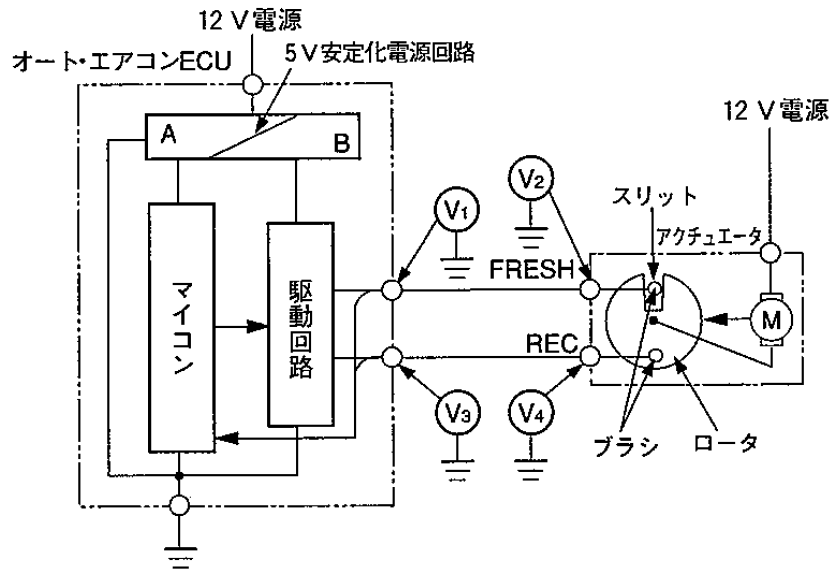 12 V電源
5V安定化電源回路
オート・エアコンECU
12 V電源
A
B
V1
V2
スリット
アクチュエータ
FRESH
マイコン
駆動回路
M
REC
V3
V4
ブラシ
ロータ